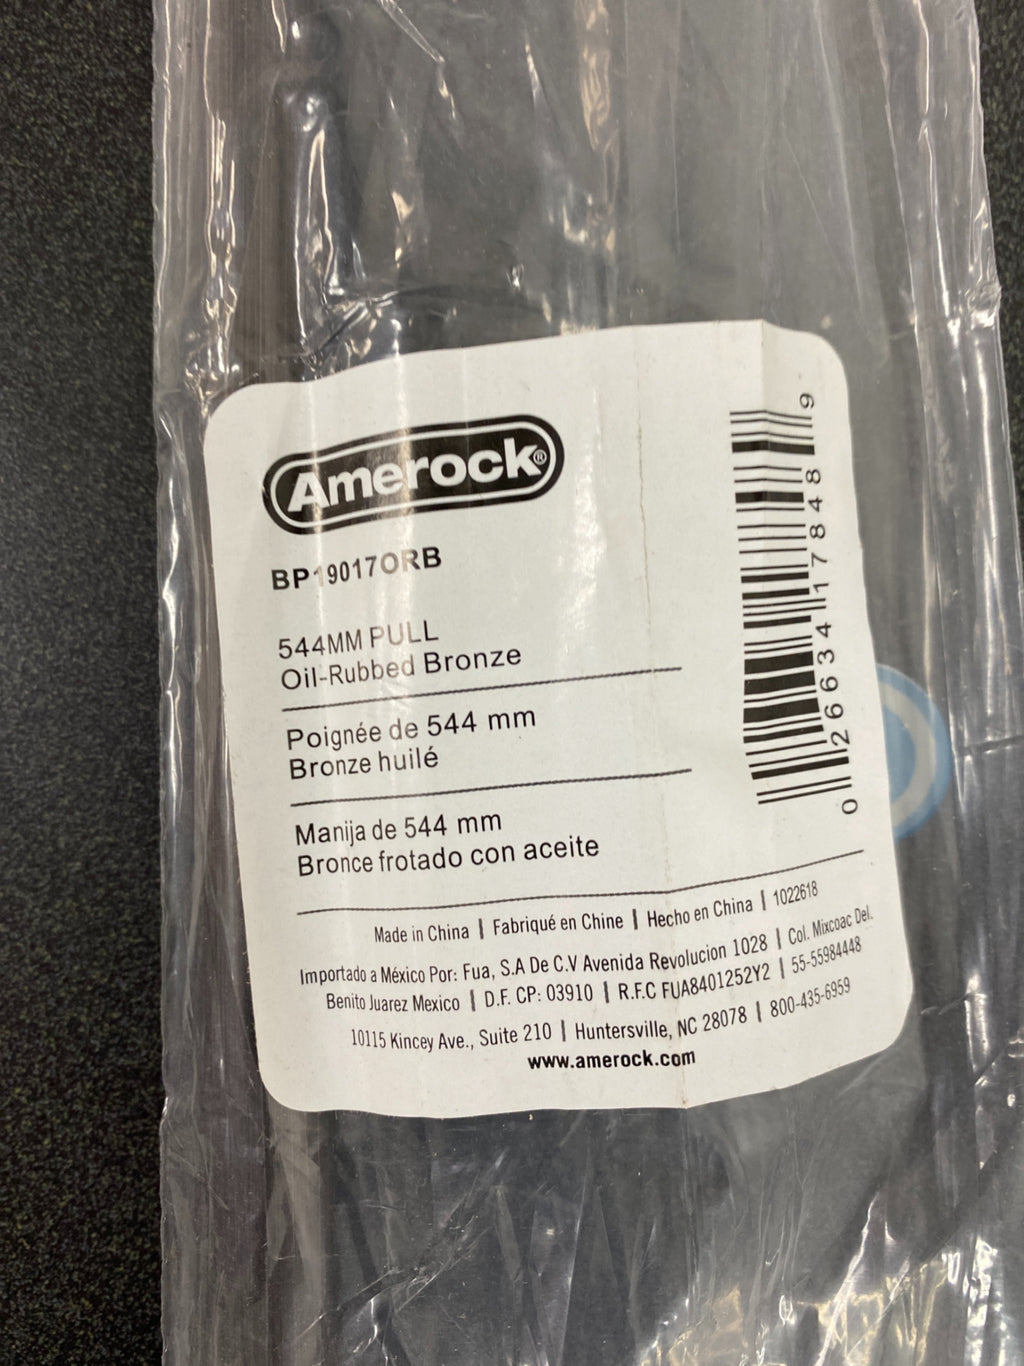 Amerock®
BP19017ORB
544MM PULL
Oil-Rubbed Bronze
Poignée de 544 mm
Bronze huilé
Manija de 544 mm
Bronce frotado con aceite
0 26634 17848 9
Made in China | Fabriqué en Chine | Hecho en China | 1022618
Importado a México Por: Fua, S.A De C.V Avenida Revolucion 1028 | Col. Mixcoac Del.
Benito Juarez Mexico | D.F. CP: 03910 | R.F.C FUA8401252Y2 | 55-55984448
10115 Kincey Ave., Suite 210 | Huntersville, NC 28078 | 800-435-6959
www.amerock.com